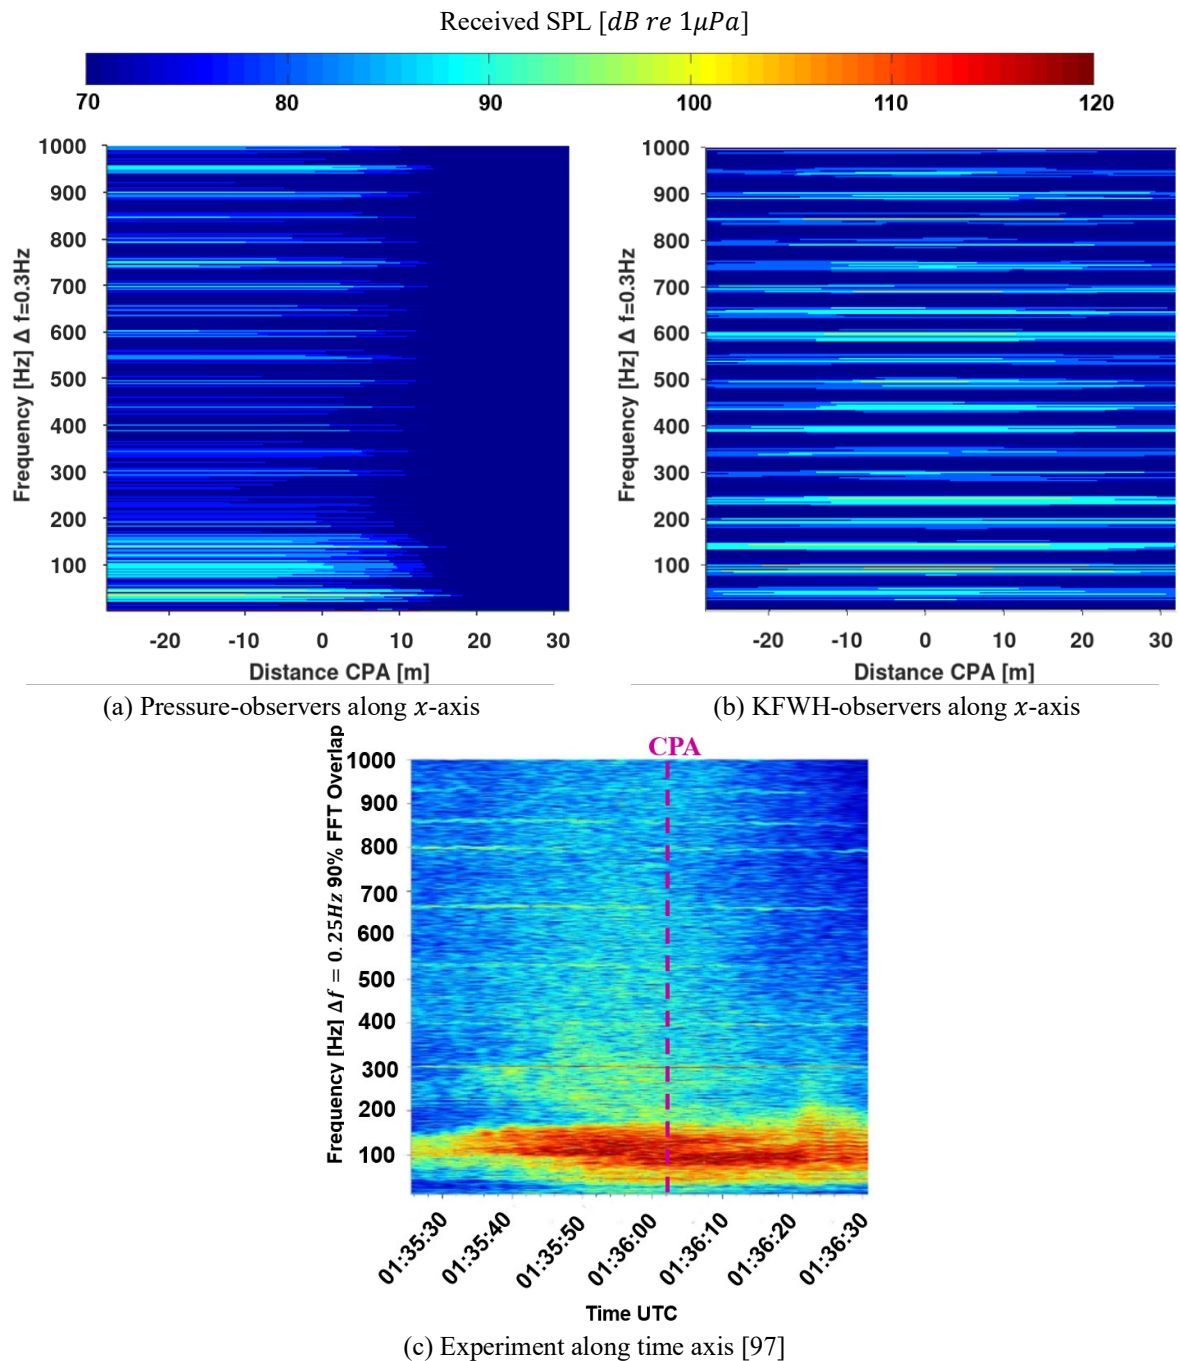 Received SPL [dB re 1μPa]
70 80 90 100 110 120
1000
900
800
700
600
500
400
300
200
100
Frequency [Hz] Δ f=0.3Hz
-20 -10 0 10 20 30
Distance CPA [m]
(a) Pressure-observers along x-axis
1000
900
800
700
600
500
400
300
200
100
Frequency [Hz] Δ f=0.3Hz
-20 -10 0 10 20 30
Distance CPA [m]
(b) KFWH-observers along x-axis
CPA
1000
900
800
700
600
500
400
300
200
100
Frequency [Hz] Δf = 0.25Hz 90% FFT Overlap
01:35:30 01:35:40 01:35:50 01:36:00 01:36:10 01:36:20 01:36:30
Time UTC
(c) Experiment along time axis [97]